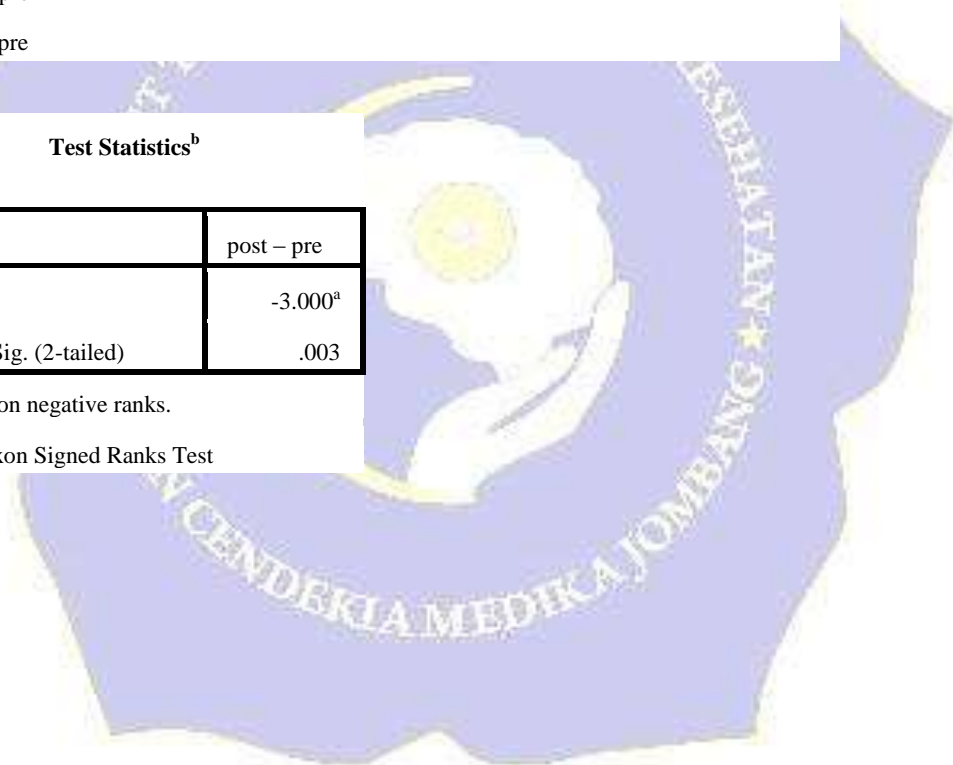 pre
Test Statistics^b
post – pre
-3.000^a
Sig. (2-tailed) .003
on negative ranks.
Signed Ranks Test
ESEHATAN ★
CENDEKIA MEDIKA JOMBANG